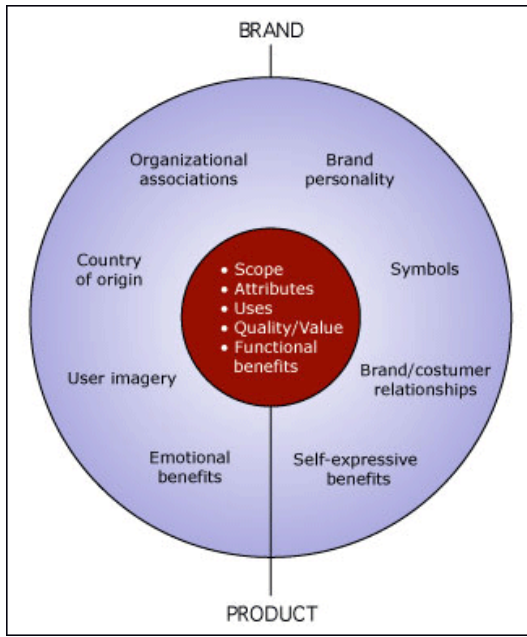 BRAND
Organizational
associations
Brand
personality
Country
of origin
• Scope
• Attributes
• Uses
• Quality/Value
• Functional
benefits
Symbols
User imagery
Brand/costumer
relationships
Emotional
benefits
Self-expressive
benefits
PRODUCT